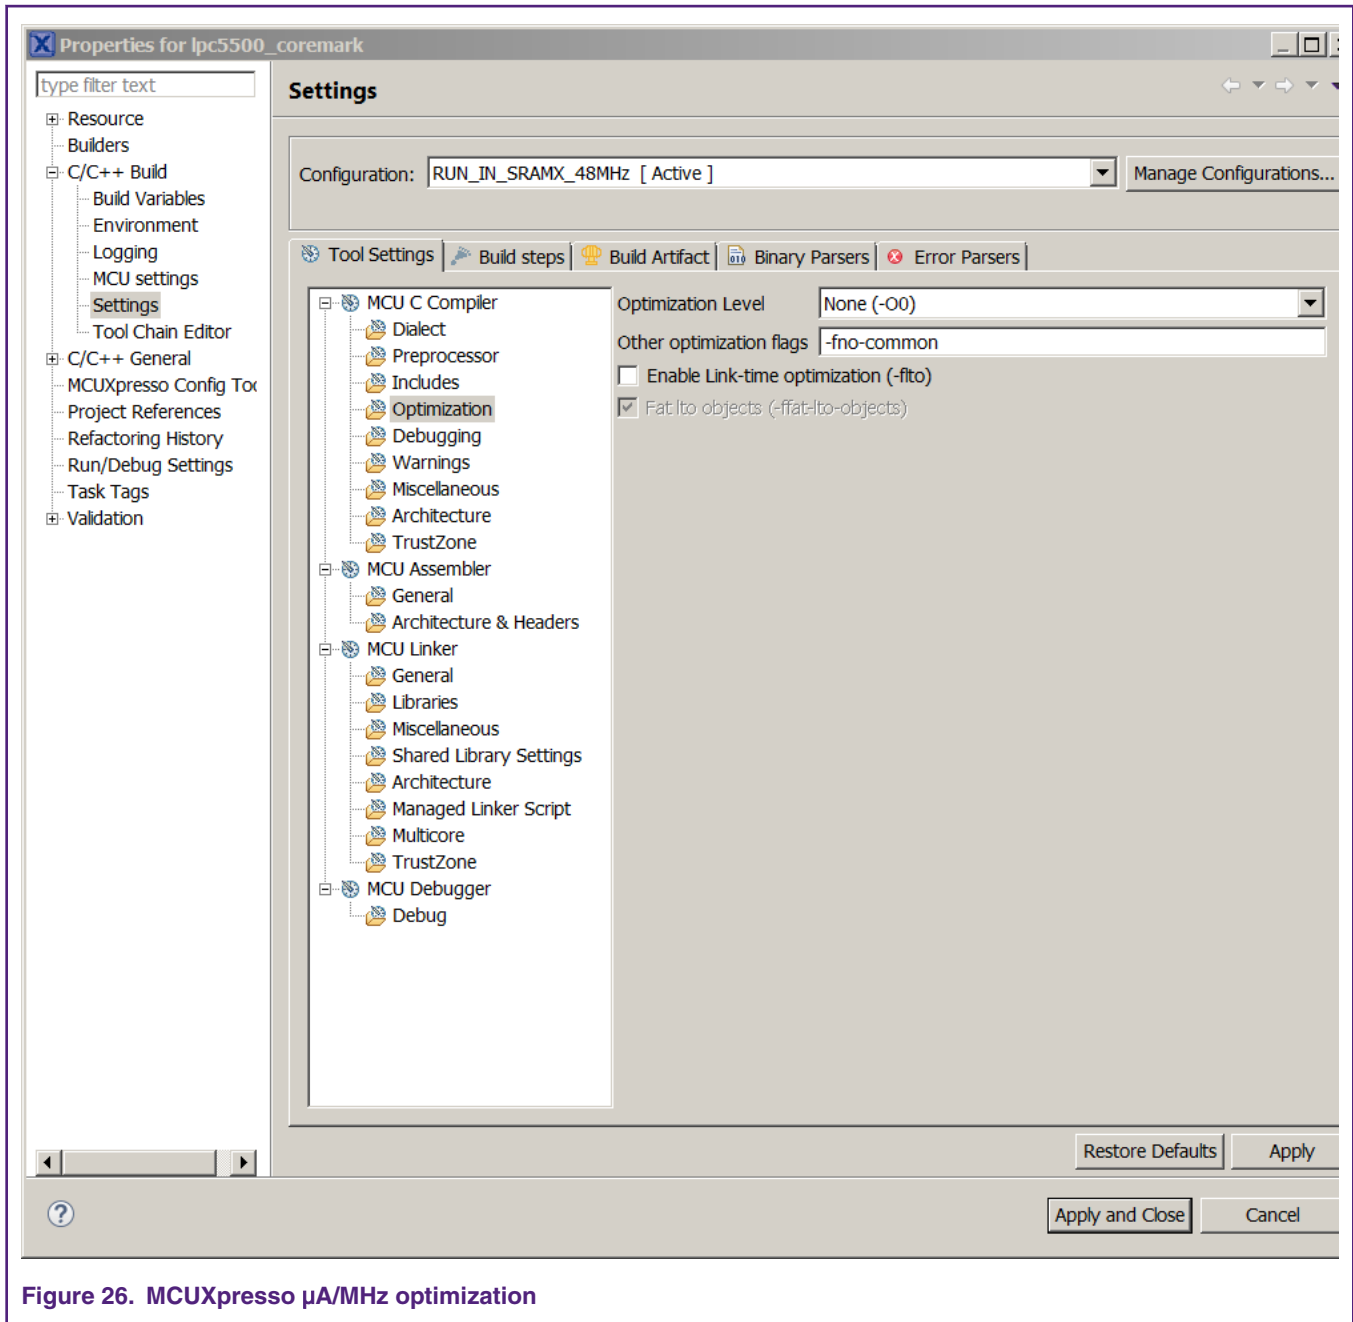 Properties for lpc5500_coremark
type filter text
Resource
Builders
C/C++ Build
Build Variables
Environment
Logging
MCU settings
Settings
Tool Chain Editor
C/C++ General
MCUXpresso Config Too
Project References
Refactoring History
Run/Debug Settings
Task Tags
Validation
Settings
Configuration: RUN_IN_SRAMX_48MHz [ Active ] Manage Configurations...
Tool Settings Build steps Build Artifact Binary Parsers Error Parsers
MCU C Compiler
Dialect
Preprocessor
Includes
Optimization
Debugging
Warnings
Miscellaneous
Architecture
TrustZone
MCU Assembler
General
Architecture & Headers
MCU Linker
General
Libraries
Miscellaneous
Shared Library Settings
Architecture
Managed Linker Script
Multicore
TrustZone
MCU Debugger
Debug
Optimization Level None (-O0)
Other optimization flags -fno-common
Enable Link-time optimization (-flto)
Fat lto objects (-ffat-lto-objects)
Restore Defaults Apply
Apply and Close Cancel
Figure 26. MCUXpresso µA/MHz optimization